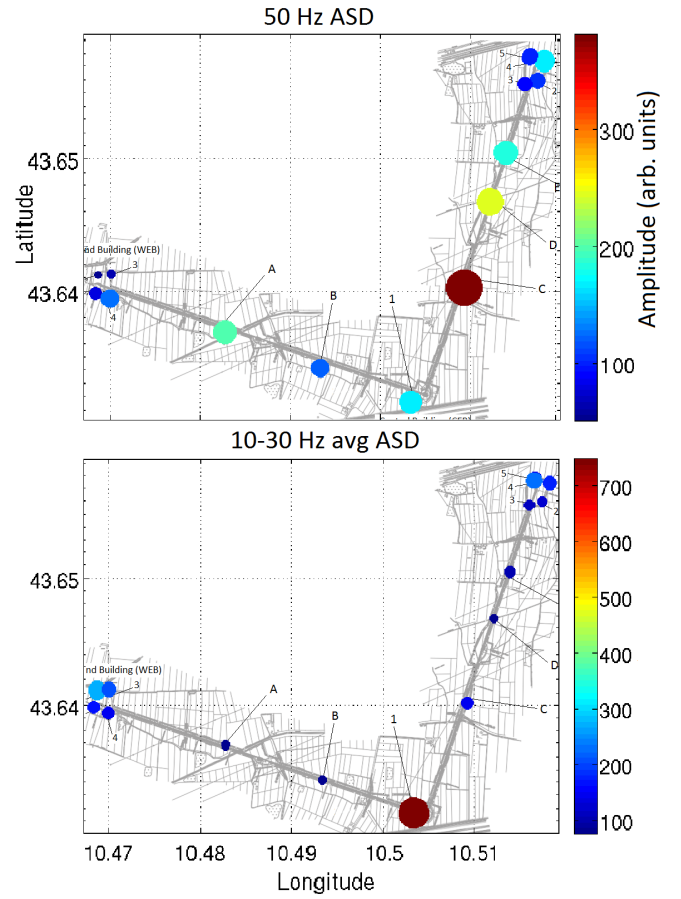 50 Hz ASD
Latitude
43.65
43.64
nd Building (WEB)
3
4
A
B
1
C
D
5
4
3
2
300
200
100
Amplitude (arb. units)
10-30 Hz avg ASD
43.65
43.64
nd Building (WEB)
3
4
A
B
1
C
D
5
4
3
2
700
600
500
400
300
200
100
10.47 10.48 10.49 10.5 10.51
Longitude